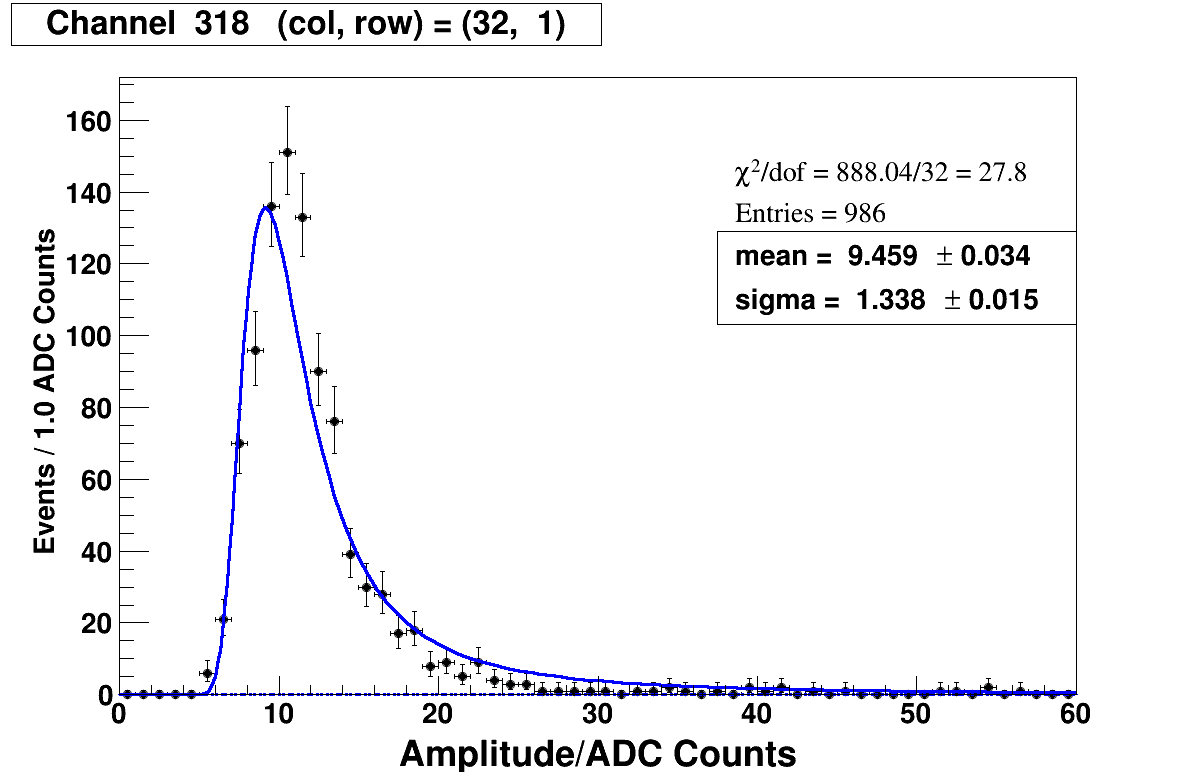 Channel 318 (col, row) = (32, 1)
χ²/dof = 888.04/32 = 27.8
Entries = 986
mean = 9.459 ± 0.034
sigma = 1.338 ± 0.015
Events / 1.0 ADC Counts
160
140
120
100
80
60
40
20
0
0 10 20 30 40 50 60
Amplitude/ADC Counts